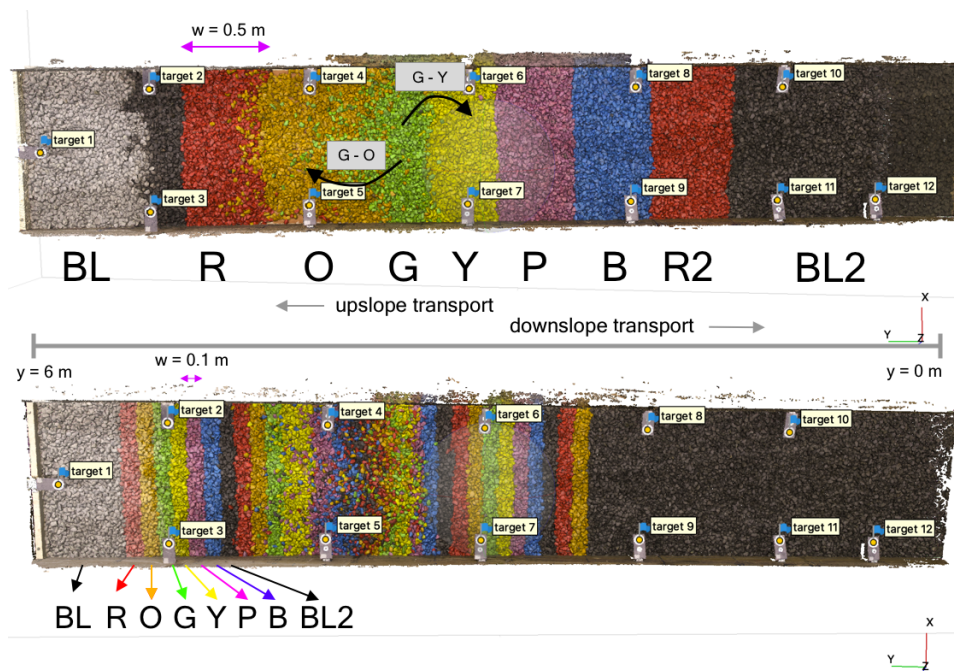 w = 0.5 m
target 2
target 4
G - Y
target 6
target 8
target 10
target 1
G - O
target 3
target 5
target 7
target 9
target 11
target 12
BL R O G Y P B R2 BL2
upslope transport
downslope transport
X
Y
Z
w = 0.1 m
y = 6 m
y = 0 m
target 2
target 4
target 6
target 8
target 10
target 1
target 3
target 5
target 7
target 9
target 11
target 12
BL R O G Y P B BL2
X
Y
Z